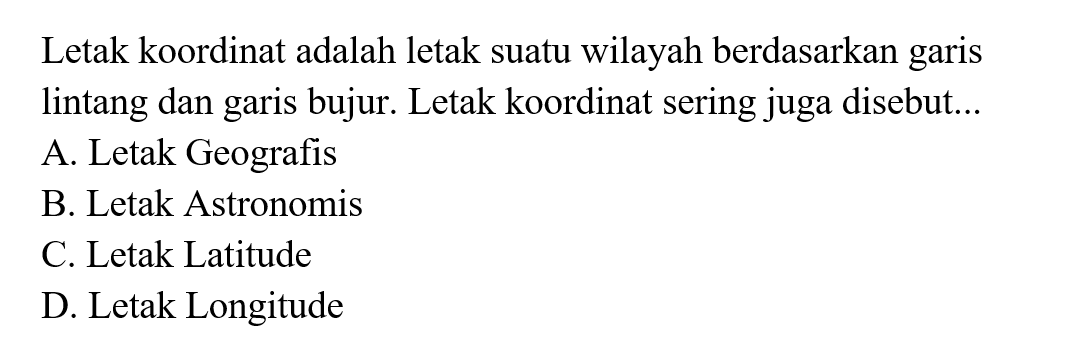 Letak koordinat adalah letak suatu wilayah berdasarkan garis
lintang dan garis bujur. Letak koordinat sering juga disebut...
A. Letak Geografis
B. Letak Astronomis
C. Letak Latitude
D. Letak Longitude